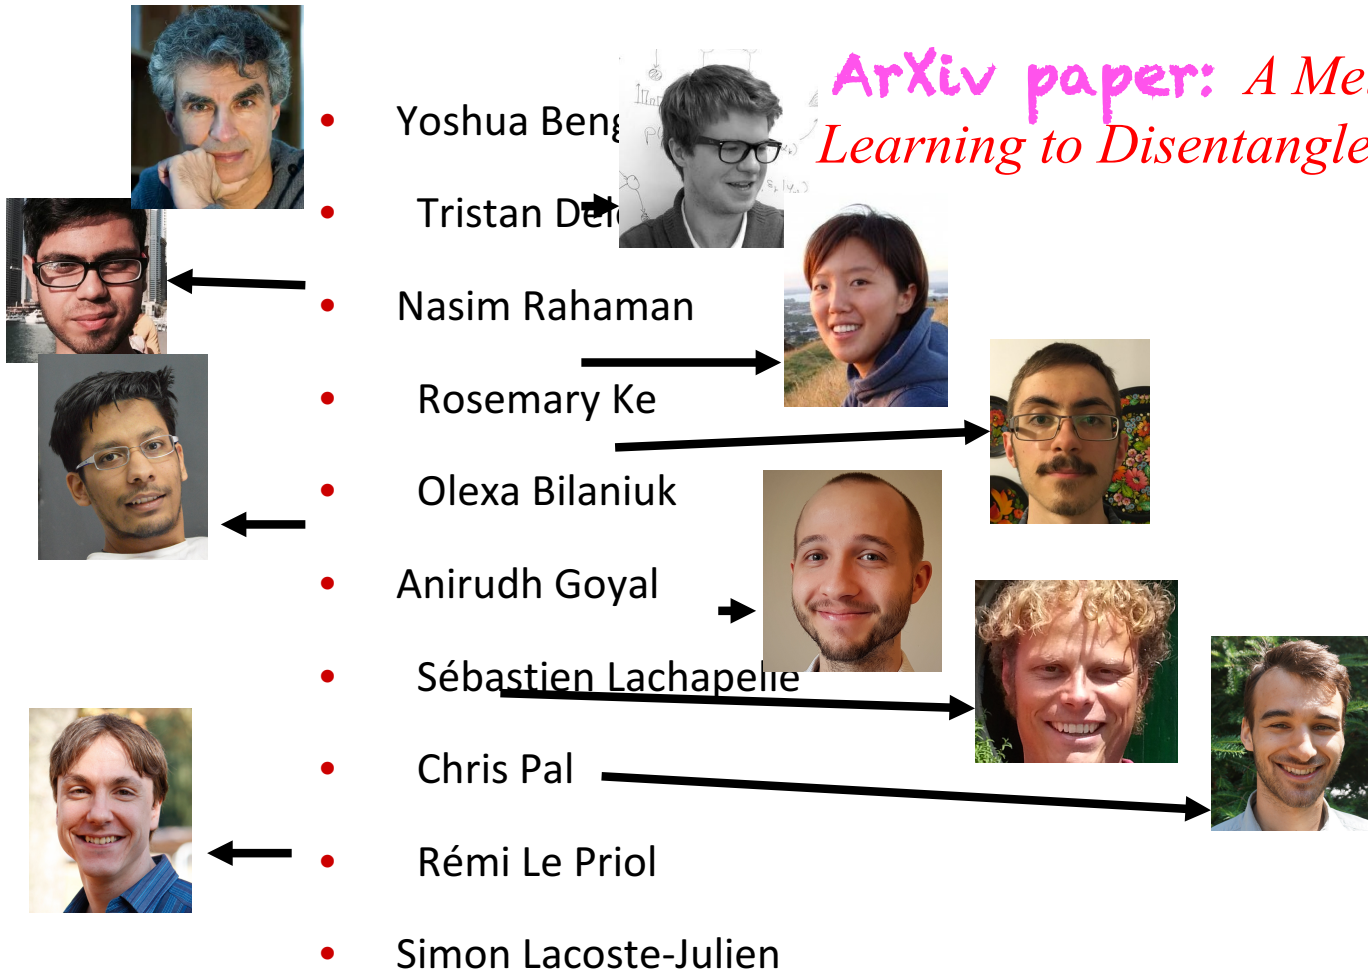 ArXiv paper: A Me
Learning to Disentangle
• Yoshua Beng
• Tristan Dele
• Nasim Rahaman
• Rosemary Ke
• Olexa Bilaniuk
• Anirudh Goyal
• Sébastien Lachapelle
• Chris Pal
• Rémi Le Priol
• Simon Lacoste-Julien